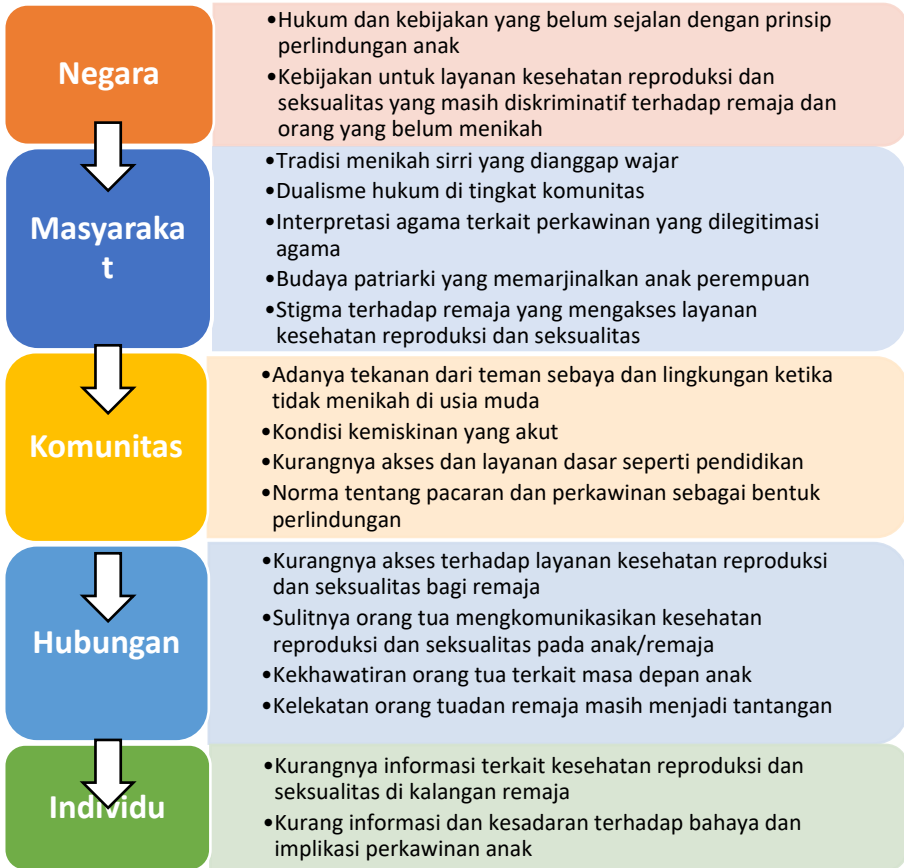 Negara
•Hukum dan kebijakan yang belum sejalan dengan prinsip
perlindungan anak
•Kebijakan untuk layanan kesehatan reproduksi dan
seksualitas yang masih diskriminatif terhadap remaja dan
orang yang belum menikah
Masyaraka
t
•Tradisi menikah sirri yang dianggap wajar
•Dualisme hukum di tingkat komunitas
•Interpretasi agama terkait perkawinan yang dilegitimasi
agama
•Budaya patriarki yang memarjinalkan anak perempuan
•Stigma terhadap remaja yang mengakses layanan
kesehatan reproduksi dan seksualitas
Komunitas
•Adanya tekanan dari teman sebaya dan lingkungan ketika
tidak menikah di usia muda
•Kondisi kemiskinan yang akut
•Kurangnya akses dan layanan dasar seperti pendidikan
•Norma tentang pacaran dan perkawinan sebagai bentuk
perlindungan
Hubungan
•Kurangnya akses terhadap layanan kesehatan reproduksi
dan seksualitas bagi remaja
•Sulitnya orang tua mengkomunikasikan kesehatan
reproduksi dan seksualitas pada anak/remaja
•Kekhawatiran orang tua terkait masa depan anak
•Kelekatan orang tuadan remaja masih menjadi tantangan
Individu
•Kurangnya informasi terkait kesehatan reproduksi dan
seksualitas di kalangan remaja
•Kurang informasi dan kesadaran terhadap bahaya dan
implikasi perkawinan anak